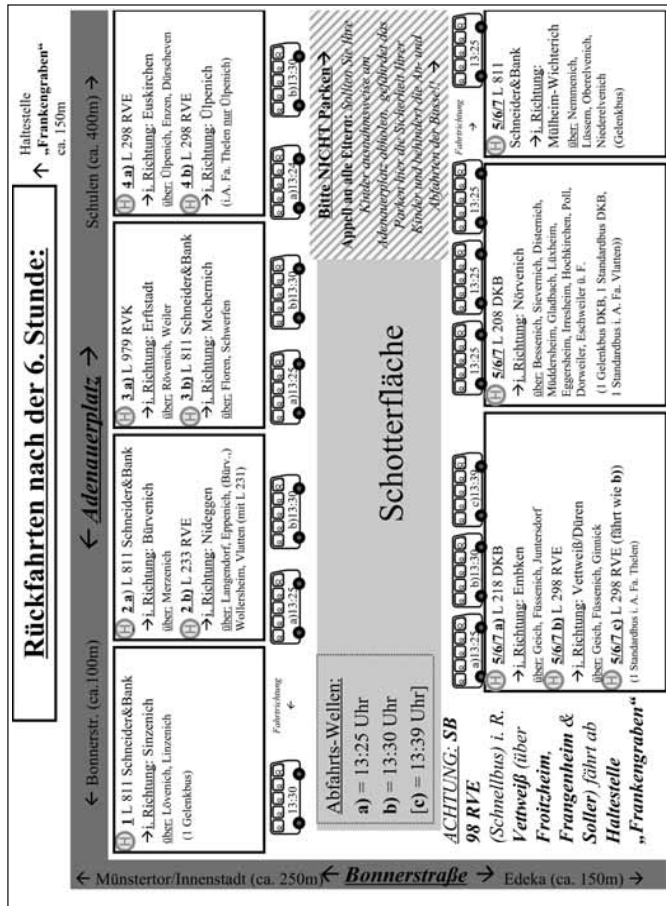 Rückfahrten nach der 6. Stunde:
Haltestelle
↑ „Frankengraben“
ca. 150m
← Bonnerstr. (ca.100m)
← Adenauerplatz →
Schulen (ca. 400m) →
H 1 L 811 Schneider&Bank
→i. Richtung: Sinzenich
über: Lövenich, Linzenich
(1 Gelenkbus)
13:30
Fahrtrichtung
←
H 2 a) L 811 Schneider&Bank
→i. Richtung: Bürvenich
über: Merzenich
H 2 b) L 233 RVE
→i. Richtung: Nideggen
über: Langendorf, Eppenich, (Bürv.,)
Wollersheim, Vlatten (mit L 231)
a)13:25
b)13:30
H 3 a) L 979 RVK
→i. Richtung: Erftstadt
über: Rövenich, Weiler
H 3 b) L 811 Schneider&Bank
→i. Richtung: Mechernich
über: Floren, Schwerfen
a)13:25
b)13:30
H 4 a) L 298 RVE
→i. Richtung: Euskirchen
über: Ülpenich, Enzen, Dürscheven
H 4 b) L 298 RVE
→i. Richtung: Ülpenich
(i.A. Fa. Thelen nur Ülpenich)
a)13:24
b)13:30
Abfahrts-Wellen:
a) = 13:25 Uhr
b) = 13:30 Uhr
[c) = 13:39 Uhr]
Schotterfläche
Bitte NICHT Parken→
Appell an alle Eltern: Sollten Sie Ihre
Kinder ausnahmsweise am
Adenauerplatz abholen, gefährdet das
Parken hier die Sicherheit Ihrer
Kinder und behindert die An- und
Abfahrten der Busse!! →
ACHTUNG: SB
98 RVE
(Schnellbus) i. R.
Vettweiß (über
Froitzheim,
Frangenheim &
Soller) fährt ab
Haltestelle
„Frankengraben“
a)13:25
b)13:30
c)13:39
H 5/6/7 a) L 218 DKB
→i. Richtung: Embken
über: Geich, Füssenich, Juntersdorf
H 5/6/7 b) L 298 RVE
→i. Richtung: Vettweiß/Düren
über: Geich, Füssenich, Ginnick
H 5/6/7 c) L 298 RVE (fährt wie b))
(1 Standardbus i. A. Fa. Thelen)
13:25
13:25
13:25
H 5/6/7 L 208 DKB
→i. Richtung: Nörvenich
über: Bessenich, Sievernich, Disternich,
Müddersheim, Gladbach, Lüxheim,
Eggersheim, Irresheim, Hochkirchen, Poll,
Dorweiler, Eschweiler ü. F.
(1 Gelenkbus DKB, 1 Standardbus DKB,
1 Standardbus i. A. Fa. Vlatten))
Fahrtrichtung
→
13:25
H 5/6/7 L 811
Schneider&Bank
→i. Richtung:
Mülheim-Wichterich
über: Nemmenich,
Lüssem, Oberelvenich,
Niederelvenich
(Gelenkbus)
← Münstertor/Innenstadt (ca. 250m)
← Bonnerstraße →
Edeka (ca. 150m) →